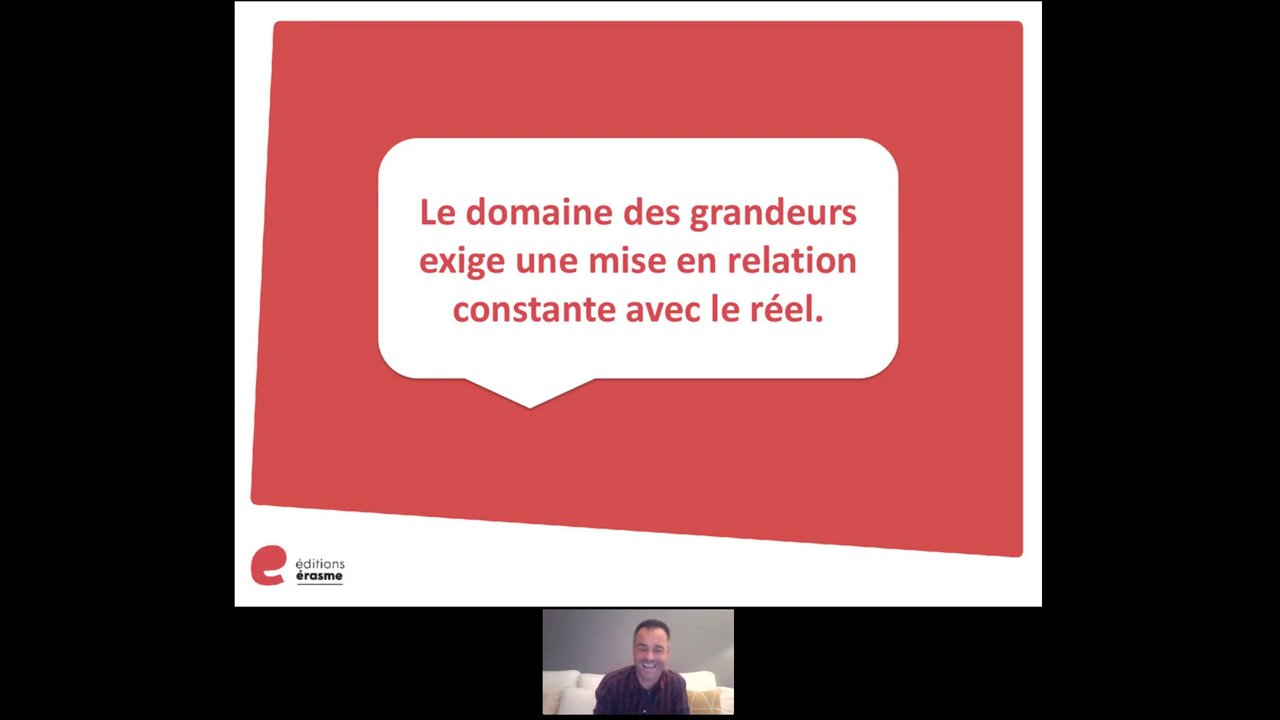 Le domaine des grandeurs
exige une mise en relation
constante avec le réel.
éditions
érasme